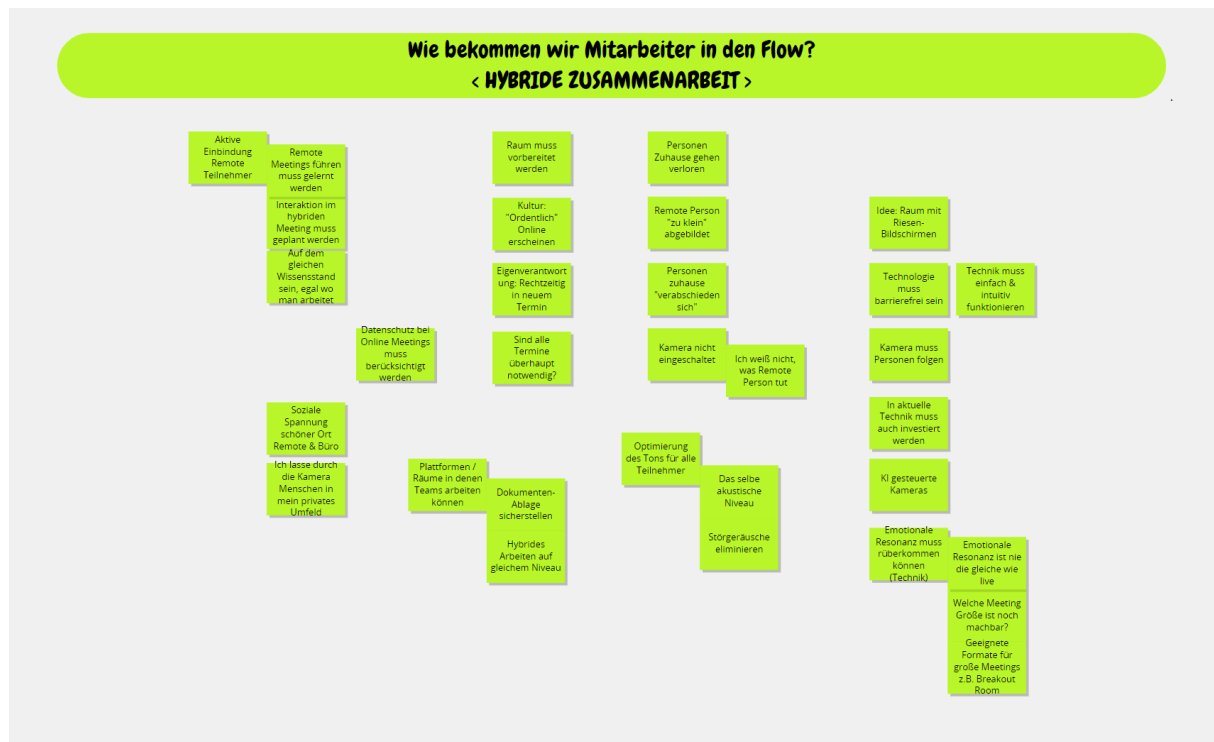 Wie bekommen wir Mitarbeiter in den Flow?
< HYBRIDE ZUSAMMENARBEIT >
Aktive
Einbindung
Remote
Teilnehmer
Remote
Meetings führen
muss gelernt
werden
Interaktion im
hybriden
Meeting muss
geplant werden
Auf dem
gleichen
Wissensstand
sein, egal wo
man arbeitet
Datenschutz bei
Online Meetings
muss
berücksichtigt
werden
Soziale
Spannung
schöner Ort
Remote & Büro
Ich lasse durch
die Kamera
Menschen in
mein privates
Umfeld
Raum muss
vorbereitet
werden
Kultur:
"Ordentlich"
Online
erscheinen
Eigenverantwort
ung: Rechtzeitig
in neuem
Termin
Sind alle
Termine
überhaupt
notwendig?
Plattformen /
Räume in denen
Teams arbeiten
können
Dokumenten-
Ablage
sicherstellen
Hybrides
Arbeiten auf
gleichem Niveau
Personen
Zuhause gehen
verloren
Remote Person
"zu klein"
abgebildet
Personen
zuhause
"verabschieden
sich"
Kamera nicht
eingeschaltet
Ich weiß nicht,
was Remote
Person tut
Optimierung
des Tons für alle
Teilnehmer
Das selbe
akustische
Niveau
Störgeräusche
eliminieren
Idee: Raum mit
Riesen-
Bildschirmen
Technologie
muss
barrierefrei sein
Technik muss
einfach &
intuitiv
funktionieren
Kamera muss
Personen folgen
In aktuelle
Technik muss
auch investiert
werden
KI gesteuerte
Kameras
Emotionale
Resonanz muss
rüberkommen
können
(Technik)
Emotionale
Resonanz ist nie
die gleiche wie
live
Welche Meeting
Größe ist noch
machbar?
Geeignete
Formate für
große Meetings
z.B. Breakout
Room